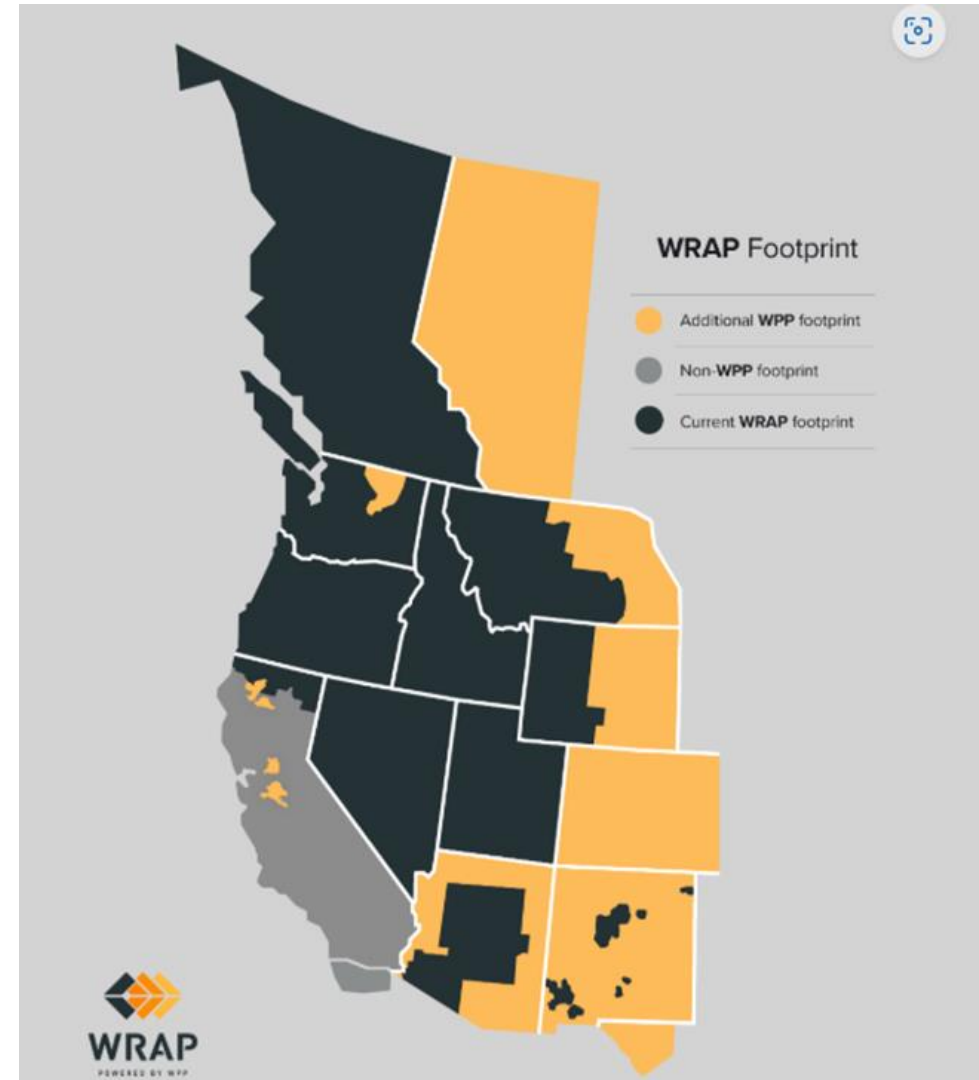 WRAP Footprint
Additional WPP footprint
Non-WPP footprint
Current WRAP footprint
WRAP
POWERED BY WPP